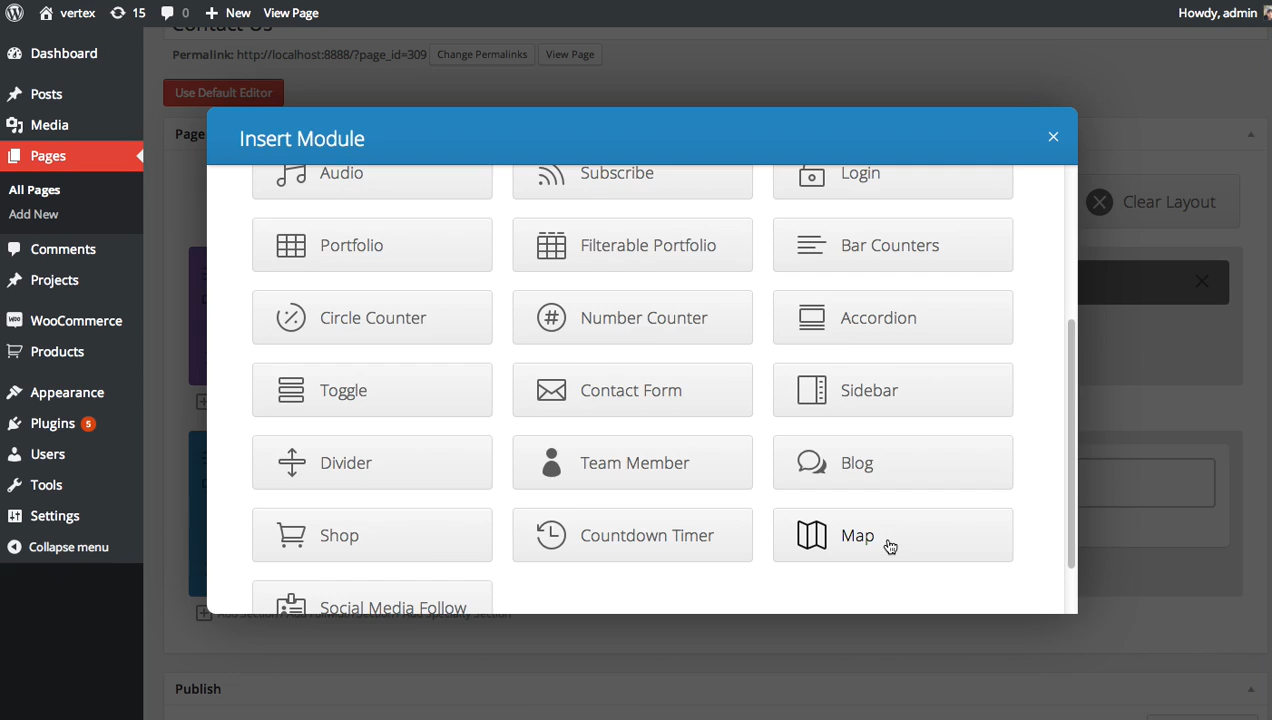 vertex 15 0 New View Page Howdy, admin
Contact Us
Permalink: http://localhost:8888/?page_id=309 Change Permalinks View Page
Use Default Editor
Page
Dashboard
Posts
Media
Pages
All Pages
Add New
Comments
Projects
WooCommerce
Products
Appearance
Plugins 5
Users
Tools
Settings
Collapse menu
Insert Module
Audio Subscribe Login
Portfolio Filterable Portfolio Bar Counters
Circle Counter Number Counter Accordion
Toggle Contact Form Sidebar
Divider Team Member Blog
Shop Countdown Timer Map
Social Media Follow
Clear Layout
Publish